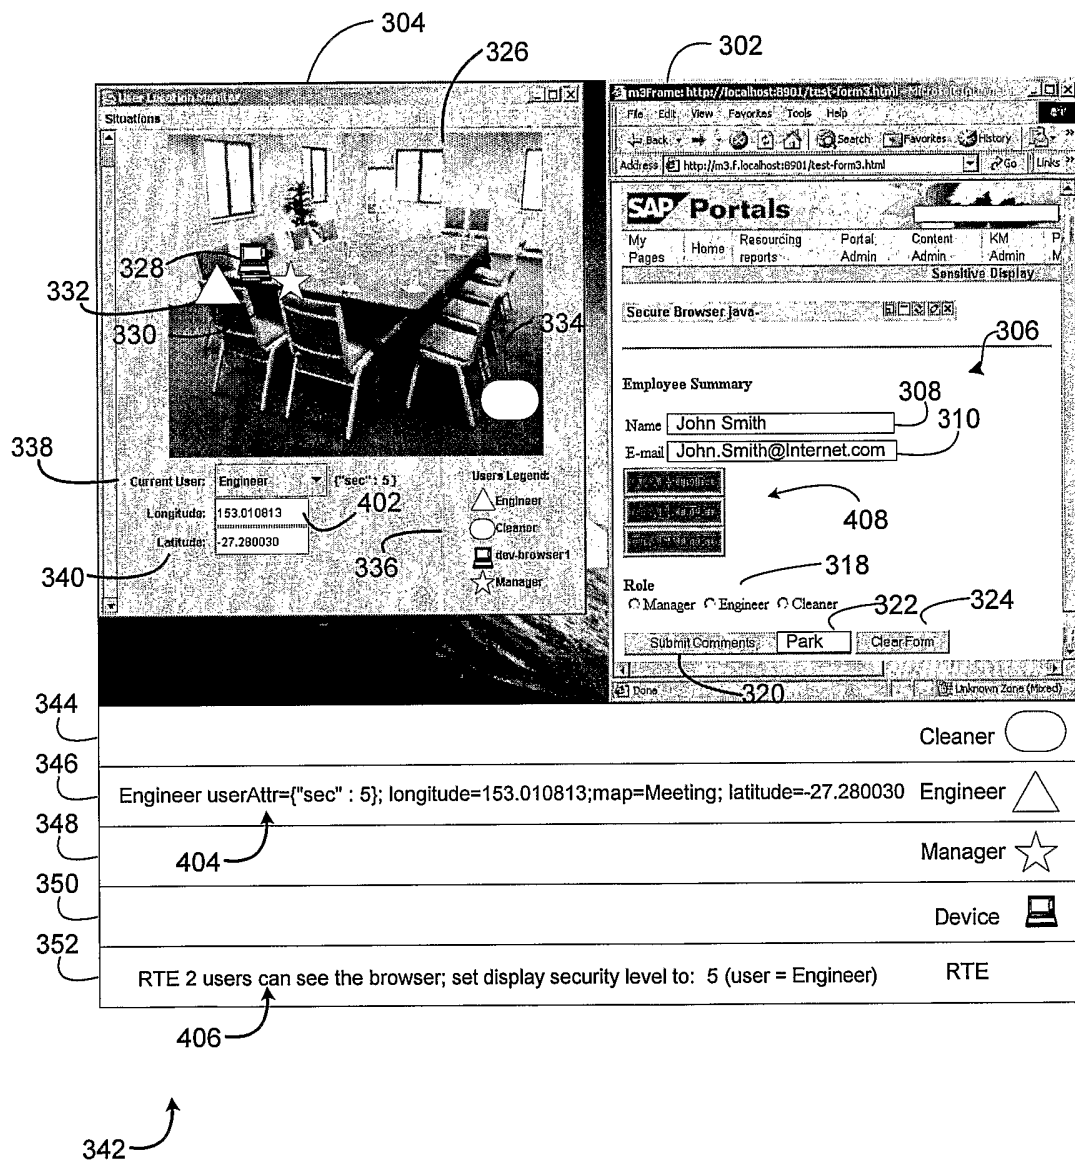 304
326
302
User Location Monitor
Situations
m3Frame: http://localhost:8901/test-form3.html - Microsoft Internet
File Edit View Favorites Tools Help
Back Search Favorites History
Address http://m3.f.localhost:8901/test-form3.html Go Links
SAP Portals
My Pages Home Resourcing reports Portal Admin Content Admin KM Admin
Sensitive Display
Secure Browser java-
328
332
330
334
306
Employee Summary
308
Name John Smith
310
E-mail John.Smith@Internet.com
338
Current User: Engineer {"sec" : 5}
402
Longitude: 153.010813
Latitude: -27.280030
340
336
Users Legend:
Engineer
Cleaner
dev-browser1
Manager
408
318
Role
Manager Engineer Cleaner
322
324
Submit Comments Park Clear Form
320
Done Unknown Zone (Mixed)
344
Cleaner
346
Engineer userAttr={"sec" : 5}; longitude=153.010813;map=Meeting; latitude=-27.280030 Engineer
348
404
Manager
350
Device
352
RTE 2 users can see the browser; set display security level to: 5 (user = Engineer) RTE
406
342